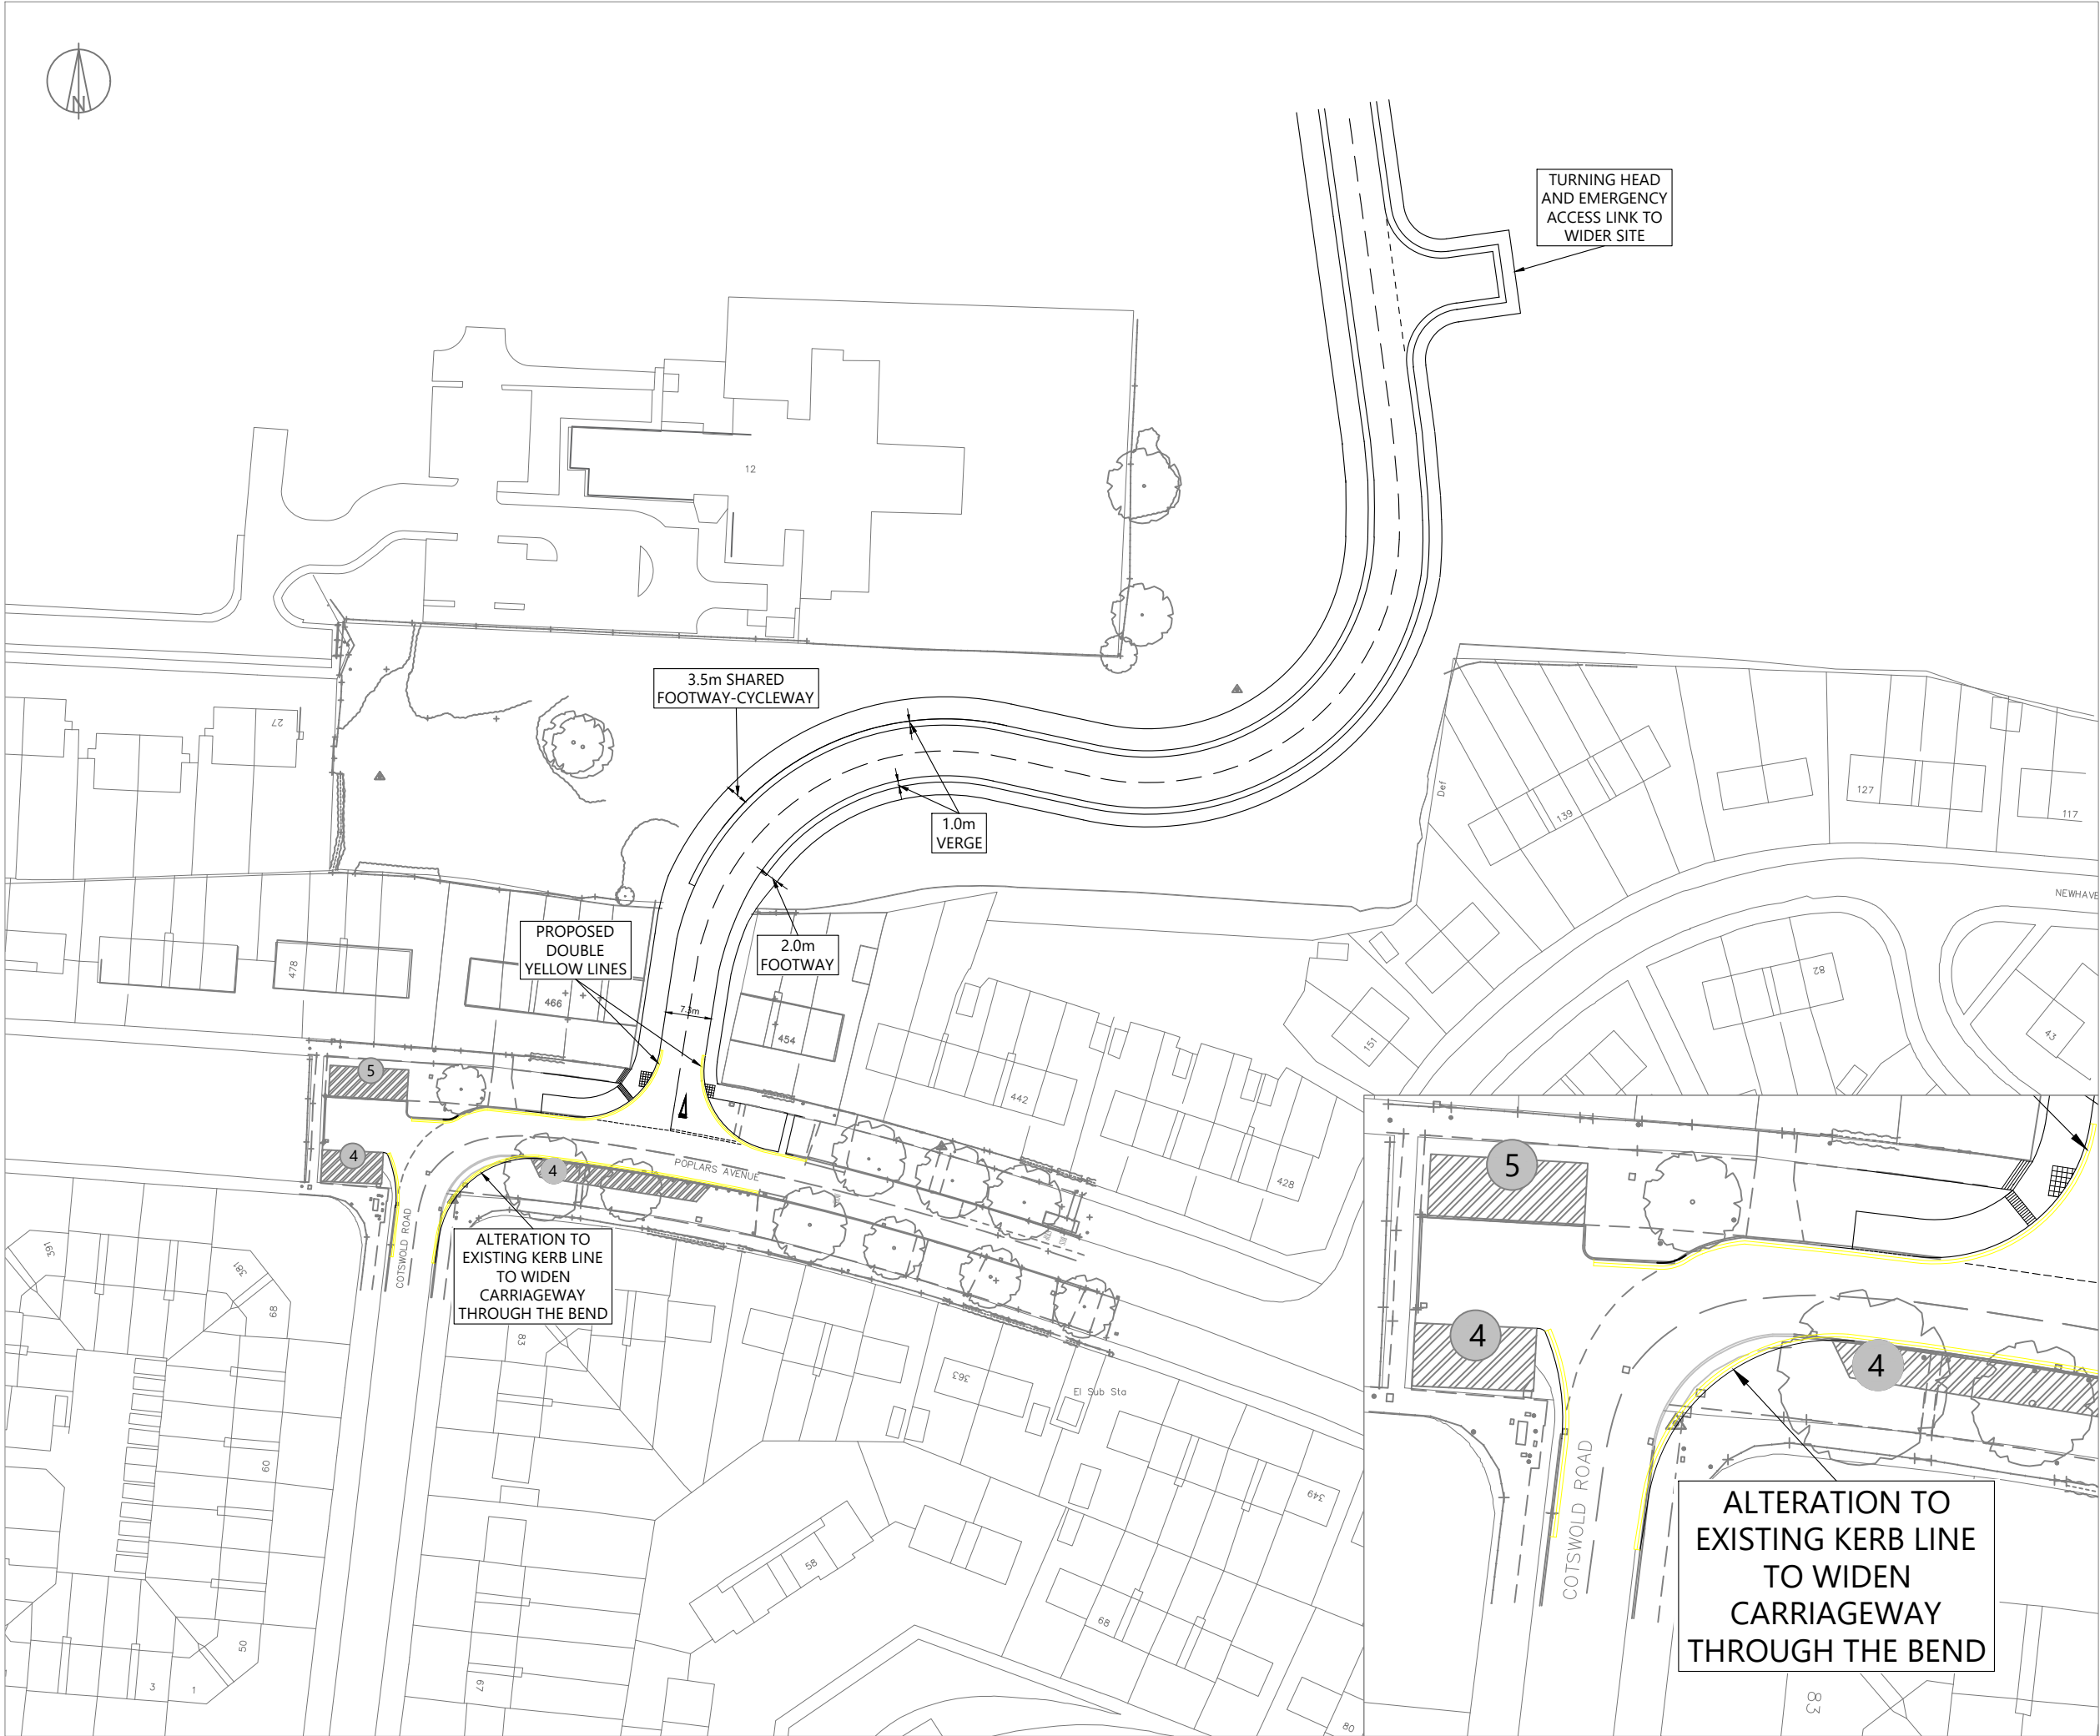 N
TURNING HEAD
AND EMERGENCY
ACCESS LINK TO
WIDER SITE
12
3.5m SHARED
FOOTWAY-CYCLEWAY
27
1.0m
VERGE
139
127
117
Def
NEWHAVE
PROPOSED
DOUBLE
YELLOW LINES
2.0m
FOOTWAY
478
466
7.3m
454
82
43
151
442
428
5
4
4
POPLARS AVENUE
COTSWOLD ROAD
ALTERATION TO
EXISTING KERB LINE
TO WIDEN
CARRIAGEWAY
THROUGH THE BEND
391
381
89
83
363
El Sub Sta
349
60
58
68
50
3
1
67
80
5
4
4
COTSWOLD ROAD
ALTERATION TO
EXISTING KERB LINE
TO WIDEN
CARRIAGEWAY
THROUGH THE BEND
83